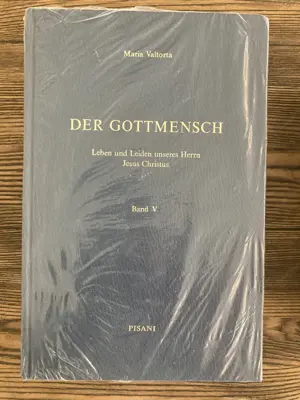 Maria Valtorta
DER GOTTMENSCH
Leben und Leiden unseres Herrn
Jesus Christus
Band V
PISANI